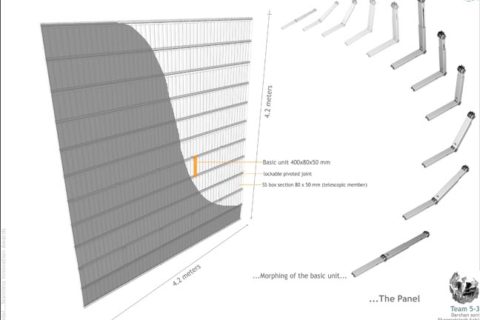 4.2 meters
Basic unit 400x80x50 mm
lockable pivoted joint
SS box section 80 x 50 mm (telescopic member)
4.2 meters
...Morphing of the basic unit...
...The Panel
Team 5-3